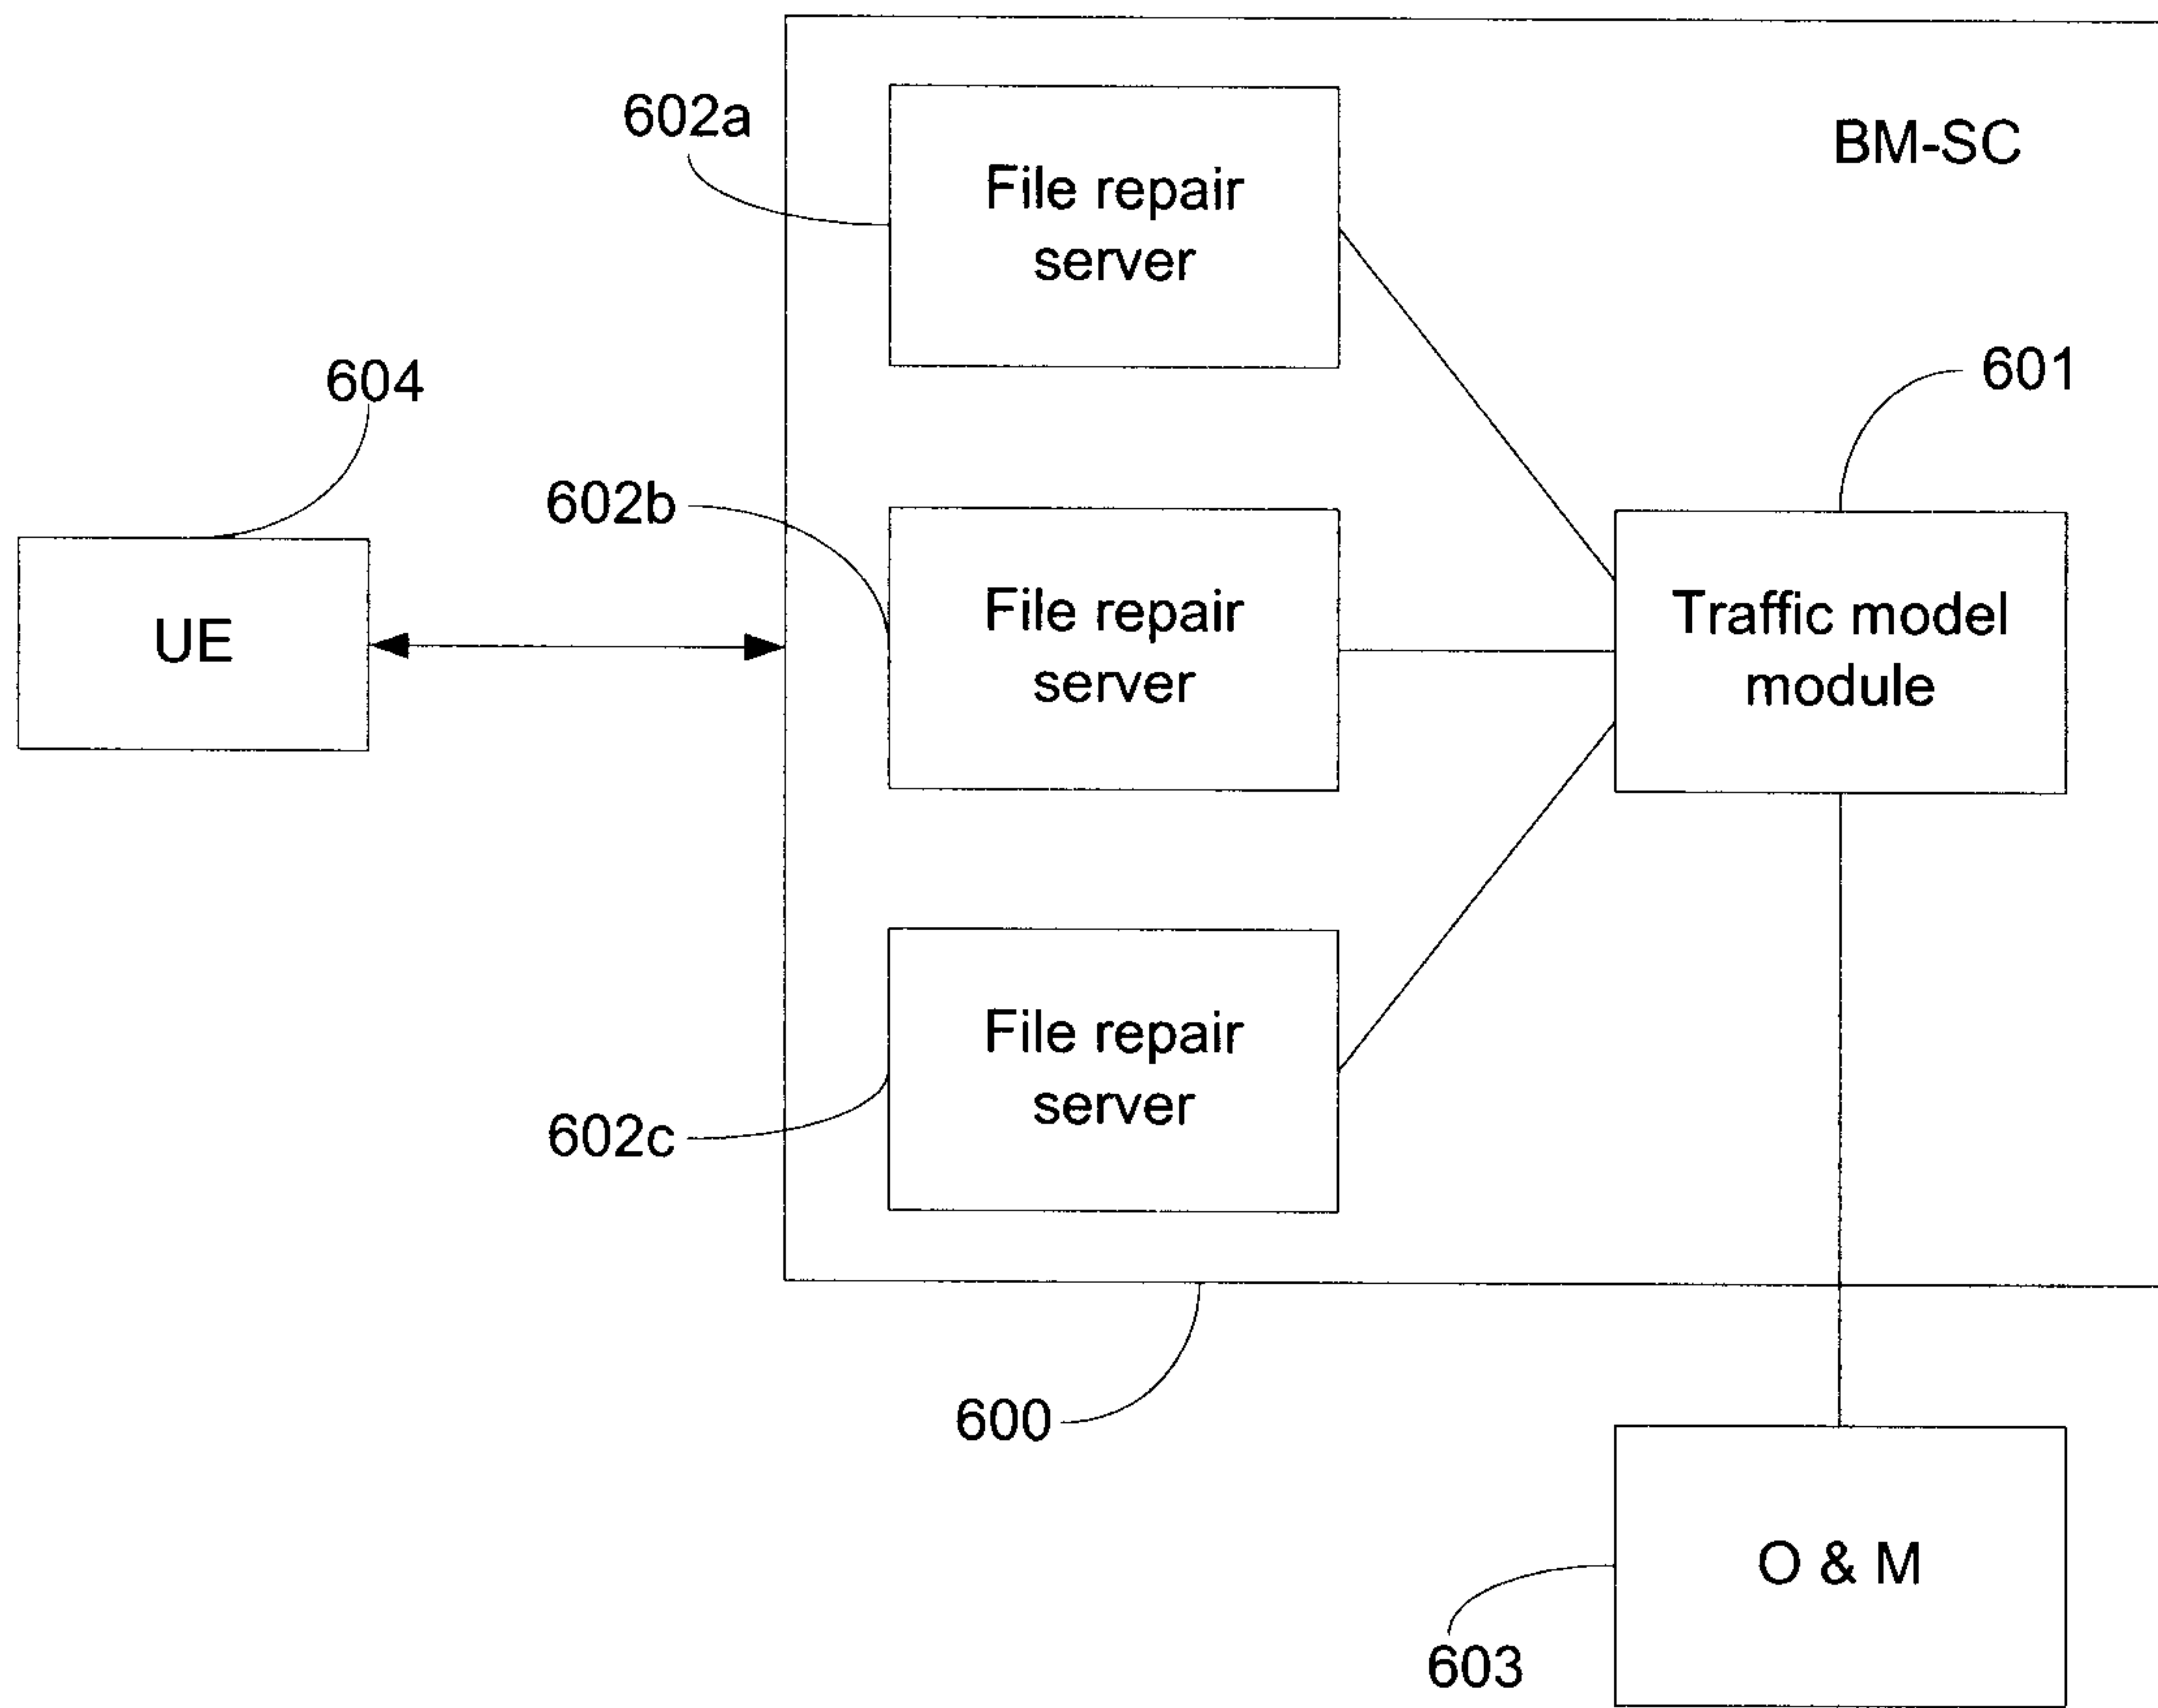 602a
File repair
server
BM-SC
604
601
602b
UE
File repair
server
Traffic model
module
File repair
server
602c
600
O & M
603